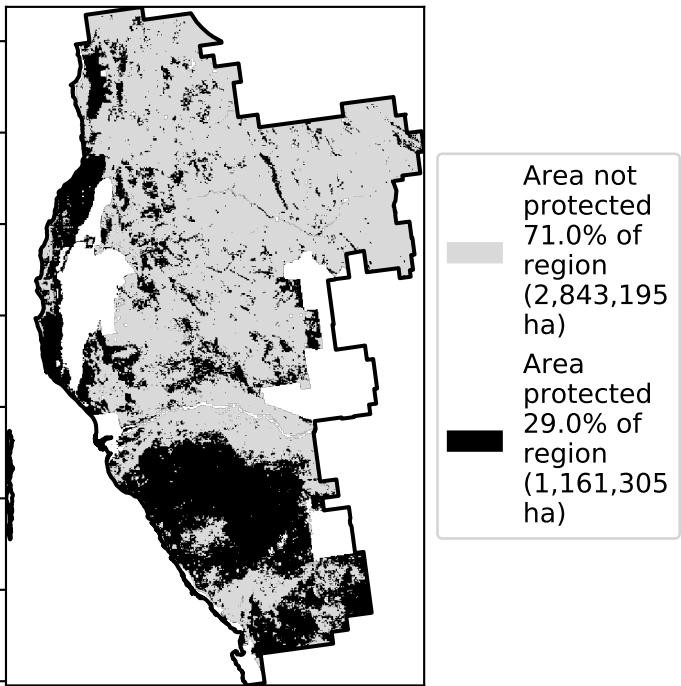 Area not
protected
71.0% of
region
(2,843,195
ha)
Area
protected
29.0% of
region
(1,161,305
ha)